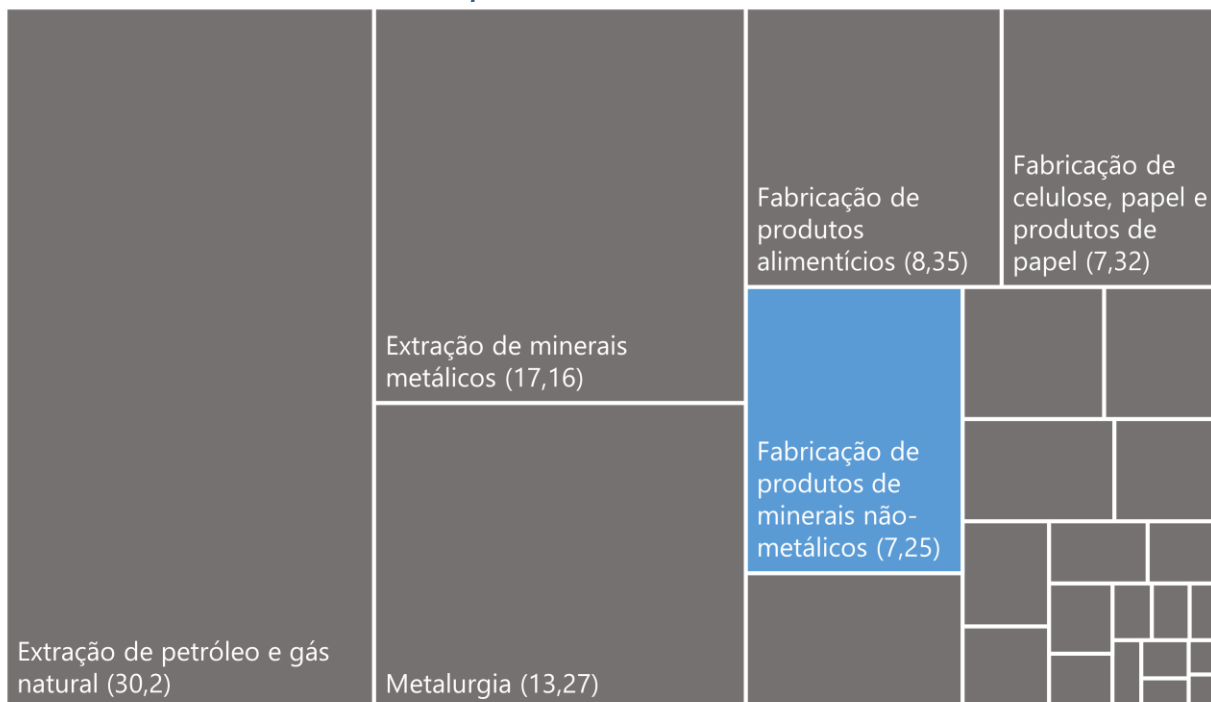 Extração de petróleo e gás
natural (30,2)
Extração de minerais
metálicos (17,16)
Metalurgia (13,27)
Fabricação de
produtos
alimentícios (8,35)
Fabricação de
celulose, papel e
produtos de
papel (7,32)
Fabricação de
produtos de
minerais não-
metálicos (7,25)